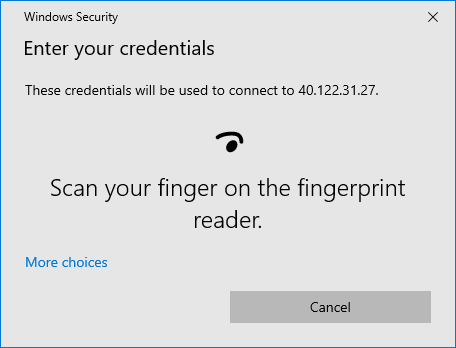 Windows Security
Enter your credentials
These credentials will be used to connect to 40.122.31.27.
Scan your finger on the fingerprint
reader.
More choices
Cancel